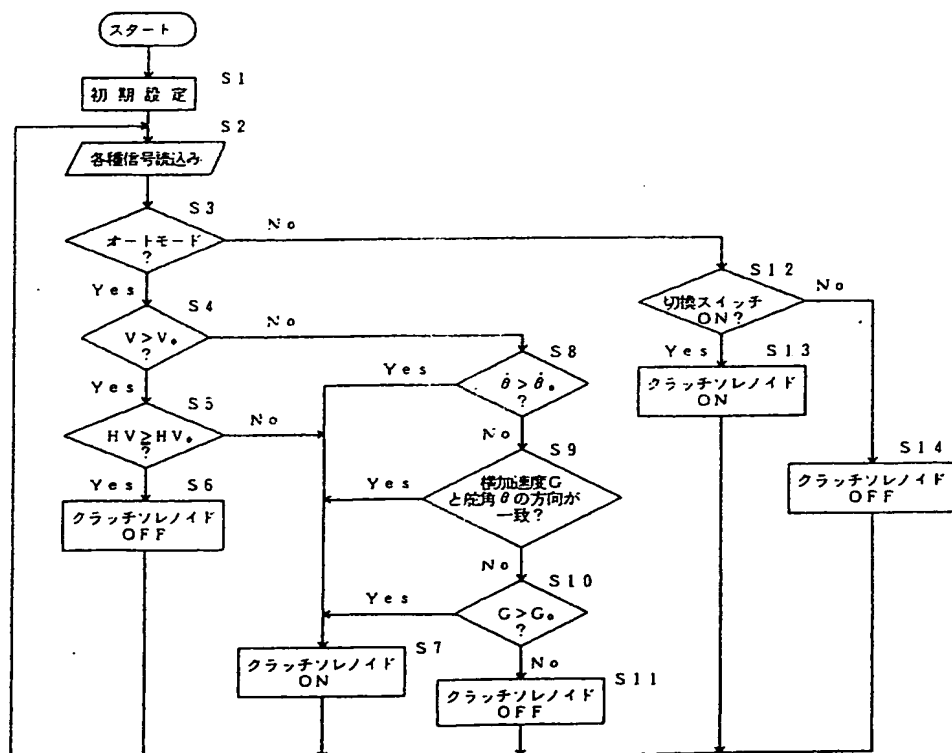 スタート
S1
初期設定
S2
各種信号読込み
S3
オートモード
?
No
Yes
S4
V>V₀
?
No
Yes
S5
HV≧HV₀
?
No
Yes
S6
クラッチソレノイド
OFF
S8
θ̇>θ̇₀
?
Yes
No
S9
横加速度G
と舵角θの方向が
一致?
Yes
No
S10
G>G₀
?
Yes
No
S7
クラッチソレノイド
ON
S11
クラッチソレノイド
OFF
S12
切換スイッチ
ON?
No
Yes
S13
クラッチソレノイド
ON
S14
クラッチソレノイド
OFF